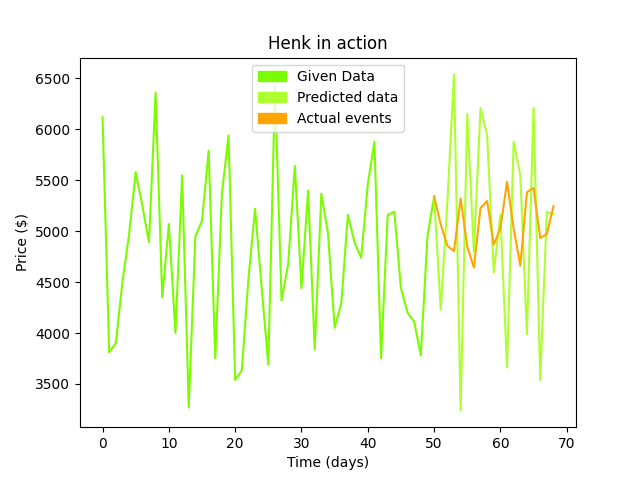 Henk in action
Given Data
Predicted data
Actual events
Price ($)
6500
6000
5500
5000
4500
4000
3500
0 10 20 30 40 50 60 70
Time (days)